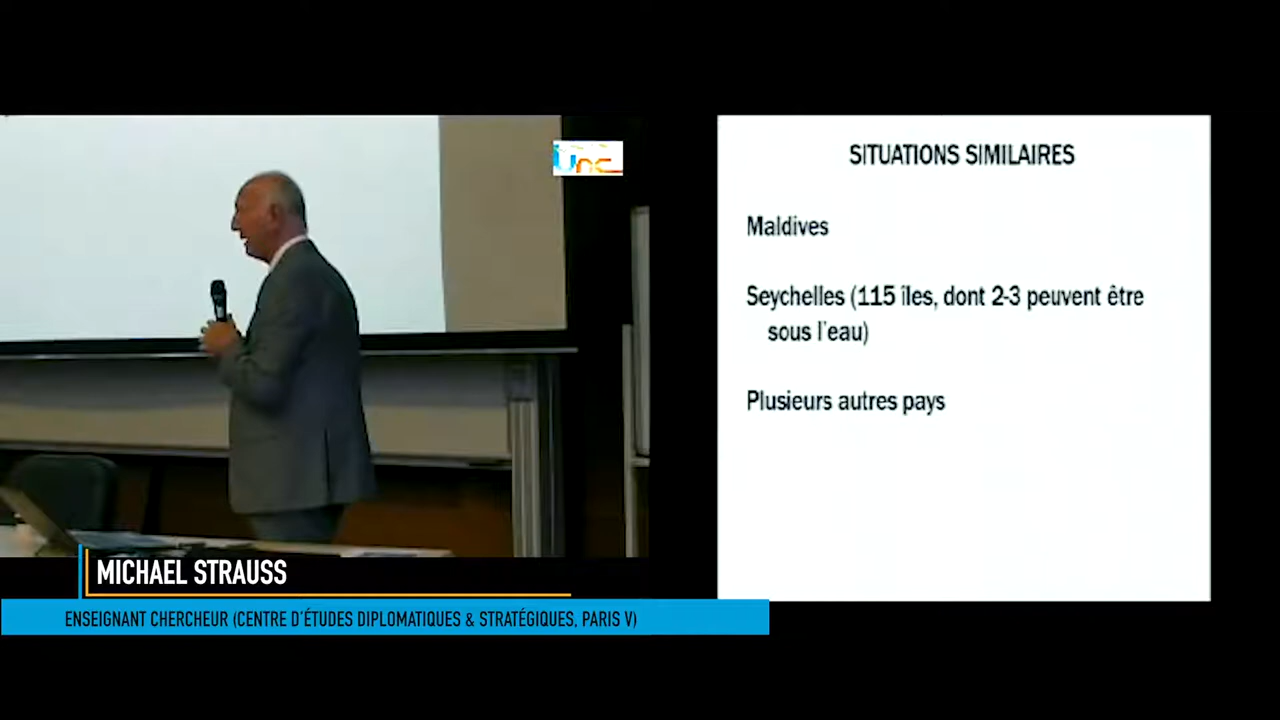 Unc
SITUATIONS SIMILAIRES
Maldives
Seychelles (115 îles, dont 2-3 peuvent être
sous l'eau)
Plusieurs autres pays
MICHAEL STRAUSS
ENSEIGNANT CHERCHEUR (CENTRE D'ÉTUDES DIPLOMATIQUES & STRATÉGIQUES, PARIS V)